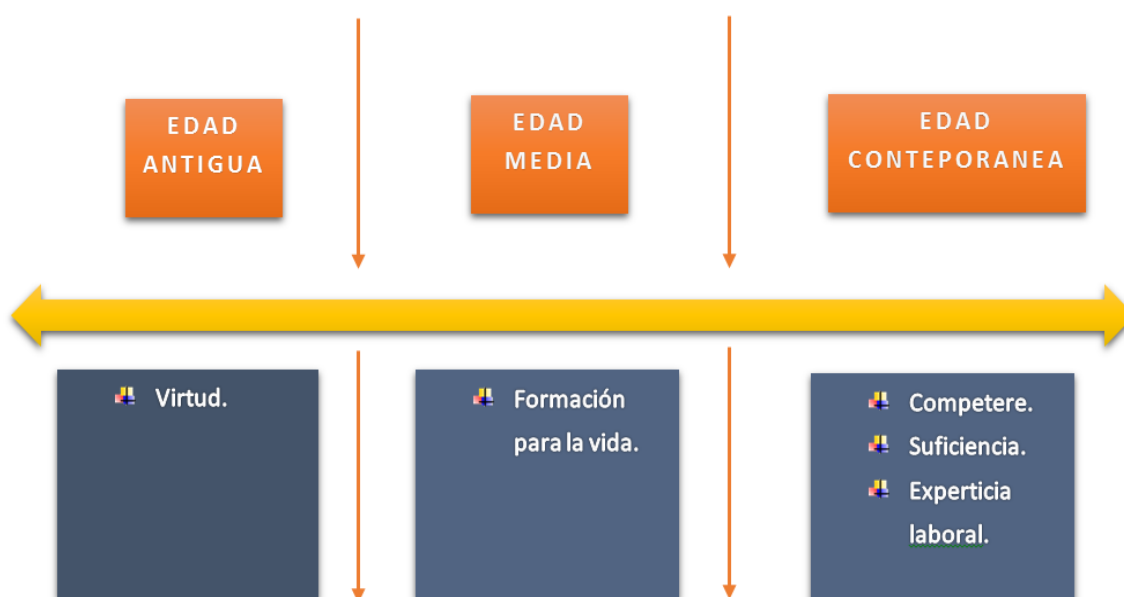 EDAD
ANTIGUA
EDAD
MEDIA
EDAD
CONTEPORANEA
Virtud.
Formación
para la vida.
Competere.
Suficiencia.
Experticia
laboral.